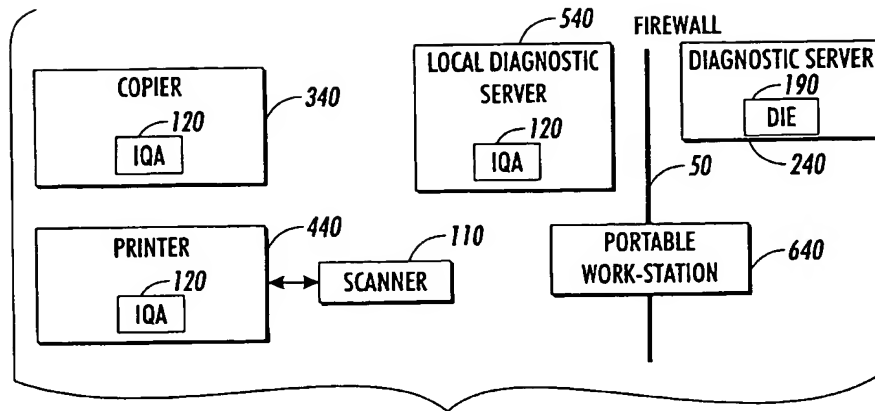 COPIER
120
IQA
340
540
LOCAL DIAGNOSTIC
SERVER
120
IQA
FIREWALL
DIAGNOSTIC SERVER
190
DIE
50
240
PRINTER
120
IQA
440
110
SCANNER
PORTABLE
WORK-STATION
640